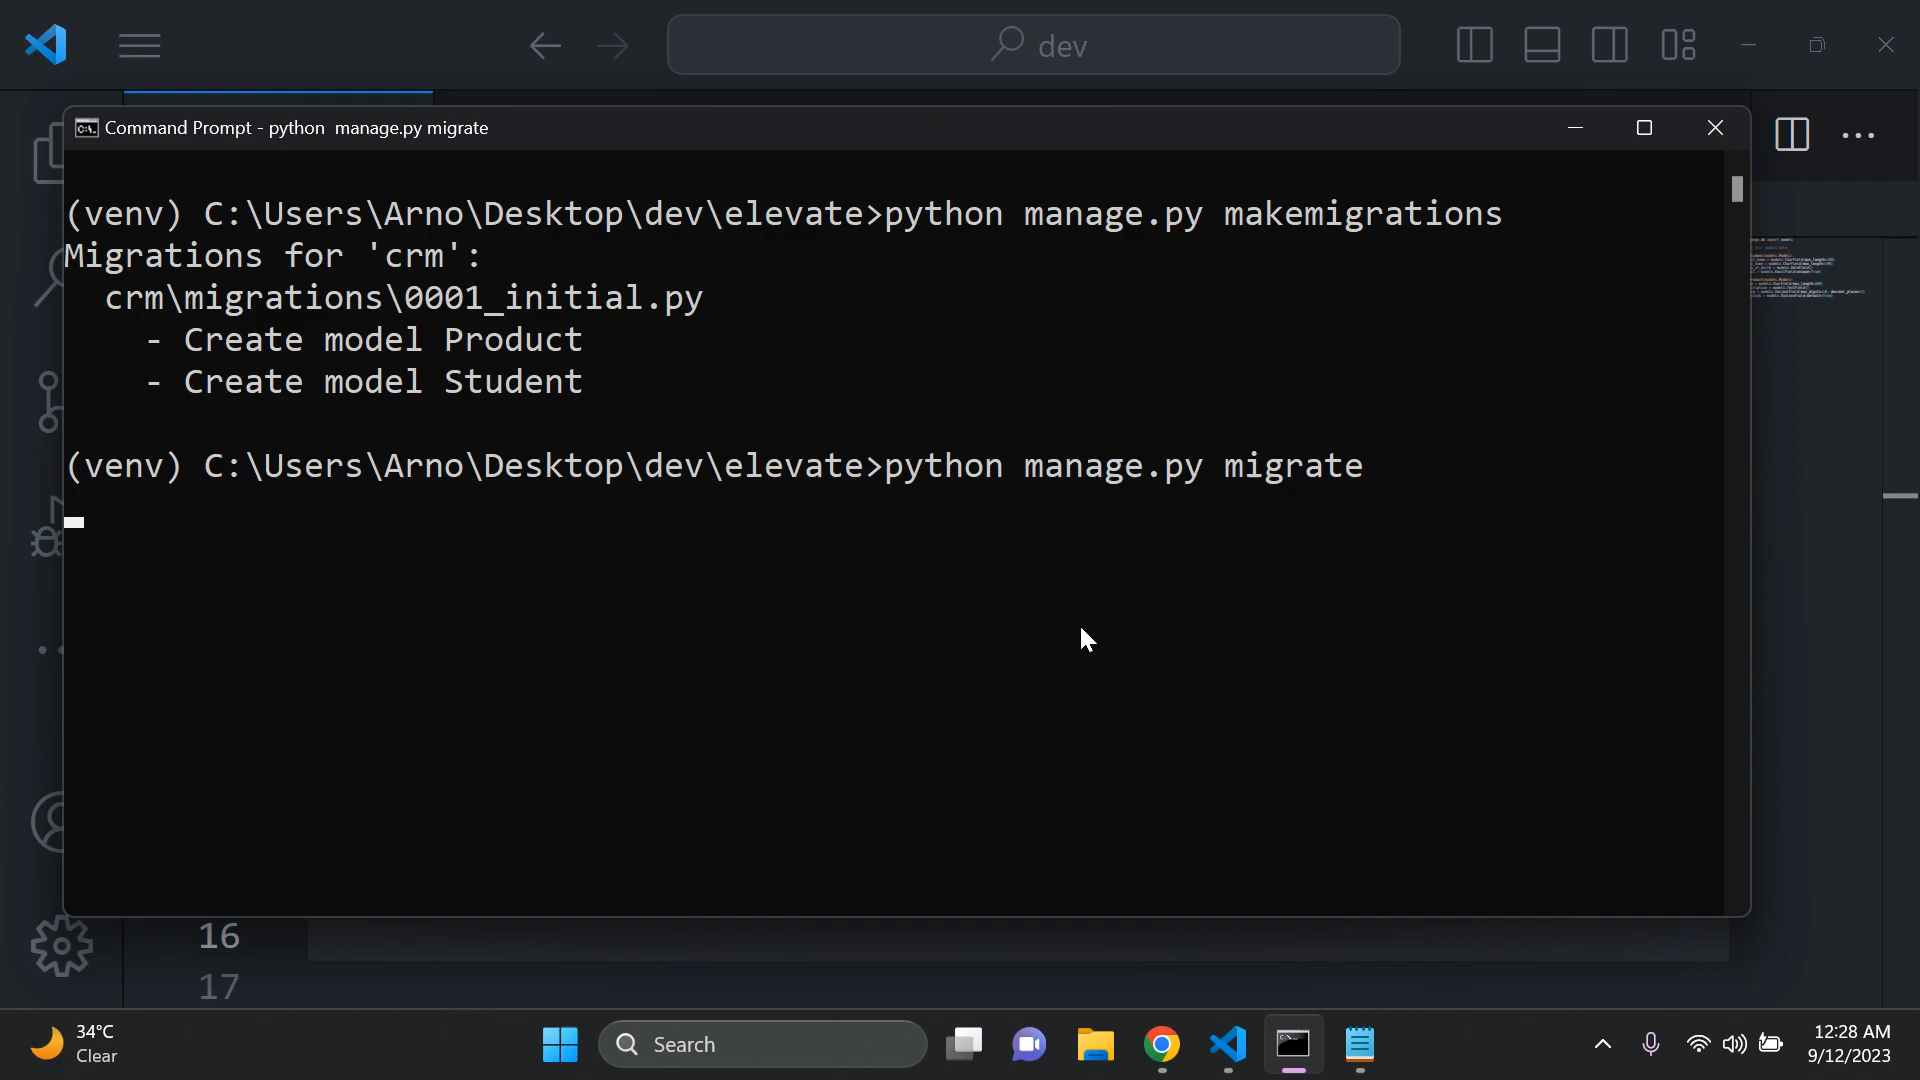 dev
Command Prompt - python  manage.py migrate
(venv) C:\Users\Arno\Desktop\dev\elevate>python manage.py makemigrations
Migrations for 'crm':
  crm\migrations\0001_initial.py
    - Create model Product
    - Create model Student
(venv) C:\Users\Arno\Desktop\dev\elevate>python manage.py migrate
16
17
34°C
Clear
Search
12:28 AM
9/12/2023